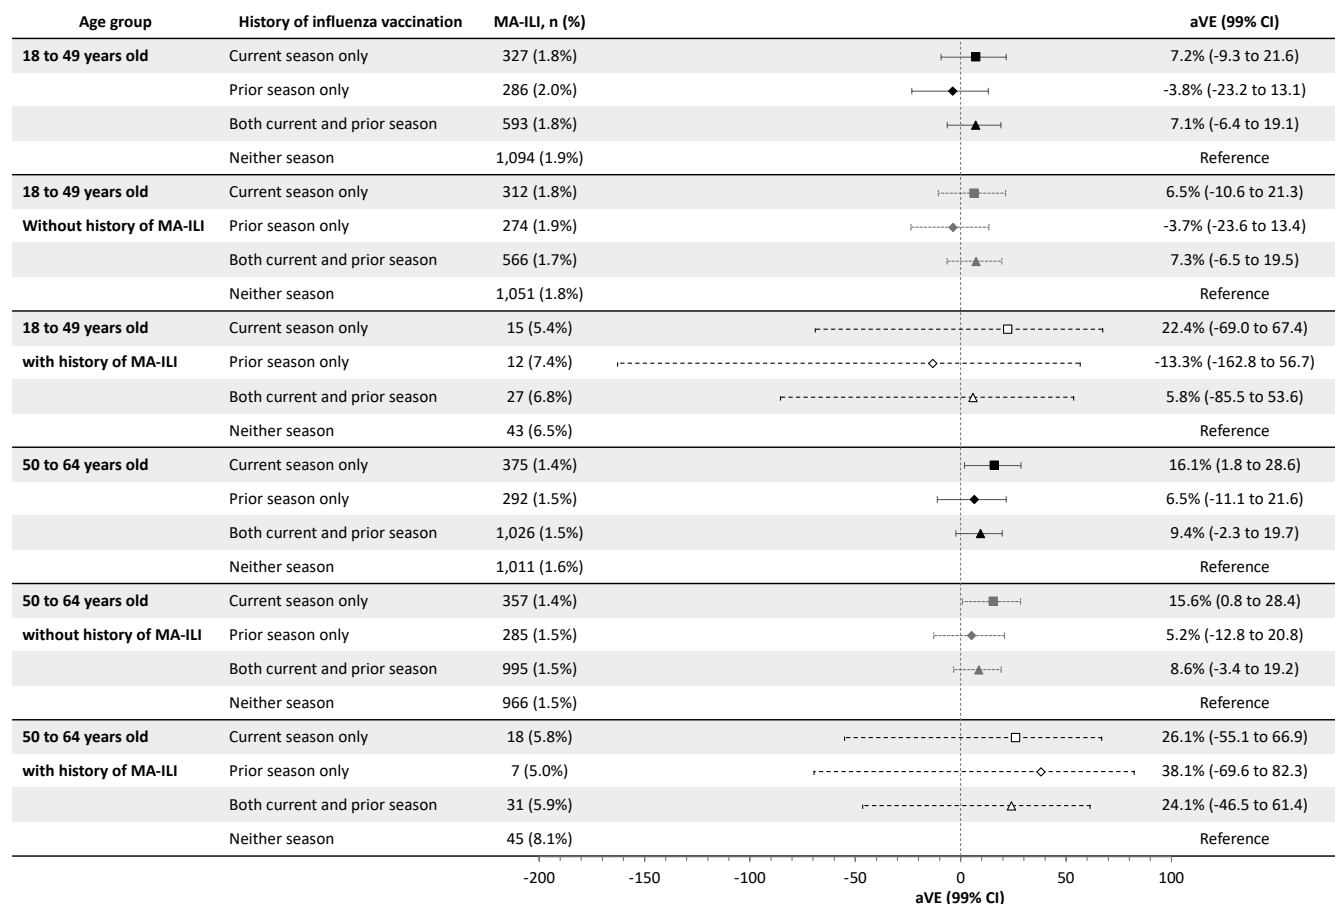 Age group History of influenza vaccination MA-ILI, n (%) aVE (99% CI)
18 to 49 years old Current season only 327 (1.8%) 7.2% (-9.3 to 21.6)
Prior season only 286 (2.0%) -3.8% (-23.2 to 13.1)
Both current and prior season 593 (1.8%) 7.1% (-6.4 to 19.1)
Neither season 1,094 (1.9%) Reference
18 to 49 years old Current season only 312 (1.8%) 6.5% (-10.6 to 21.3)
Without history of MA-ILI Prior season only 274 (1.9%) -3.7% (-23.6 to 13.4)
Both current and prior season 566 (1.7%) 7.3% (-6.5 to 19.5)
Neither season 1,051 (1.8%) Reference
18 to 49 years old Current season only 15 (5.4%) 22.4% (-69.0 to 67.4)
with history of MA-ILI Prior season only 12 (7.4%) -13.3% (-162.8 to 56.7)
Both current and prior season 27 (6.8%) 5.8% (-85.5 to 53.6)
Neither season 43 (6.5%) Reference
50 to 64 years old Current season only 375 (1.4%) 16.1% (1.8 to 28.6)
Prior season only 292 (1.5%) 6.5% (-11.1 to 21.6)
Both current and prior season 1,026 (1.5%) 9.4% (-2.3 to 19.7)
Neither season 1,011 (1.6%) Reference
50 to 64 years old Current season only 357 (1.4%) 15.6% (0.8 to 28.4)
without history of MA-ILI Prior season only 285 (1.5%) 5.2% (-12.8 to 20.8)
Both current and prior season 995 (1.5%) 8.6% (-3.4 to 19.2)
Neither season 966 (1.5%) Reference
50 to 64 years old Current season only 18 (5.8%) 26.1% (-55.1 to 66.9)
with history of MA-ILI Prior season only 7 (5.0%) 38.1% (-69.6 to 82.3)
Both current and prior season 31 (5.9%) 24.1% (-46.5 to 61.4)
Neither season 45 (8.1%) Reference
-200 -150 -100 -50 0 50 100
aVE (99% CI)